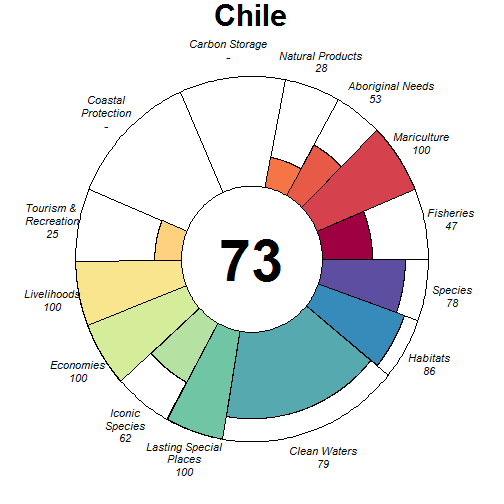 Chile
Carbon Storage
-
Natural Products
28
Aboriginal Needs
53
Mariculture
100
Fisheries
47
Species
78
Habitats
86
Clean Waters
79
Lasting Special
Places
100
Iconic
Species
62
Economies
100
Livelihoods
100
Tourism &
Recreation
25
Coastal
Protection
-
73